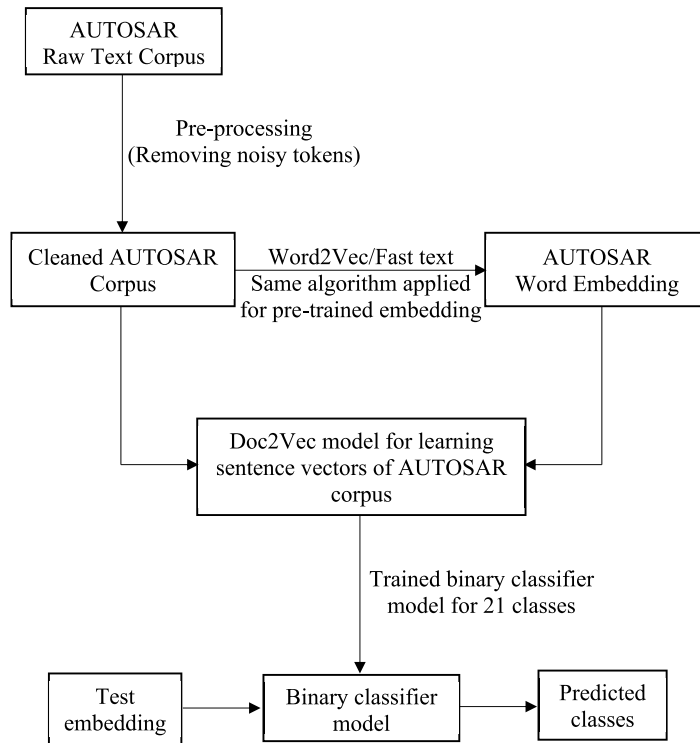 AUTOSAR
Raw Text Corpus
Pre-processing
(Removing noisy tokens)
Cleaned AUTOSAR
Corpus
Word2Vec/Fast text
Same algorithm applied
for pre-trained embedding
AUTOSAR
Word Embedding
Doc2Vec model for learning
sentence vectors of AUTOSAR
corpus
Trained binary classifier
model for 21 classes
Test
embedding
Binary classifier
model
Predicted
classes